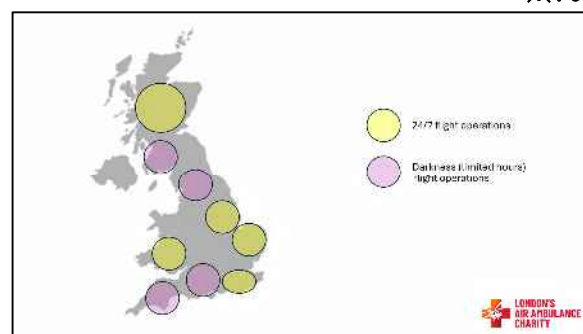 24/7 flight operations
Darkness (limited hours)
flight operations
LONDON'S
AIR AMBULANCE
CHARITY